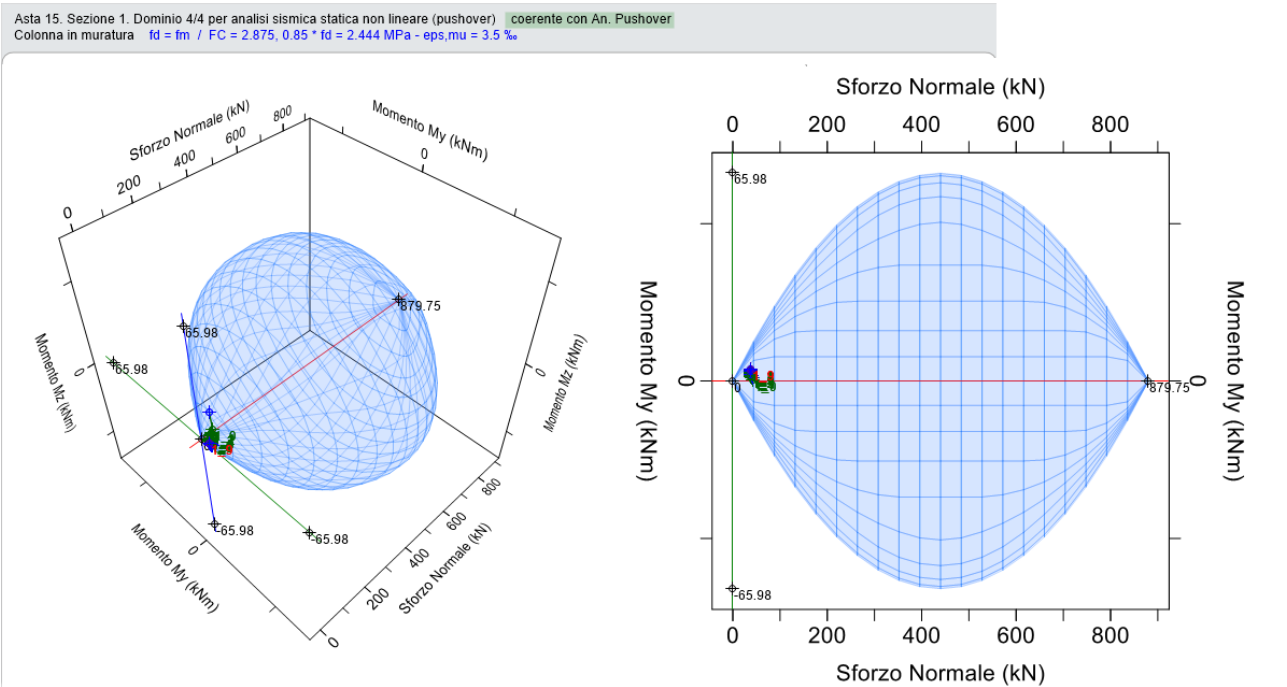 Asta 15. Sezione 1. Dominio 4/4 per analisi sismica statica non lineare (pushover) coerente con An. Pushover
Colonna in muratura fd = fm / FC = 2.875, 0.85 * fd = 2.444 MPa - eps,mu = 3.5 ‰
Sforzo Normale (kN)
0 200 400 600 800
Momento My (kNm)
0
Momento Mz (kNm)
0
Momento Mz (kNm)
0
879.75
65.98
65.98
-65.98
-65.98
Momento My (kNm)
0
Sforzo Normale (kN)
0 200 400 600 800
Sforzo Normale (kN)
0 200 400 600 800
65.98
Momento My (kNm)
0
0
879.75
0
Momento My (kNm)
-65.98
0 200 400 600 800
Sforzo Normale (kN)